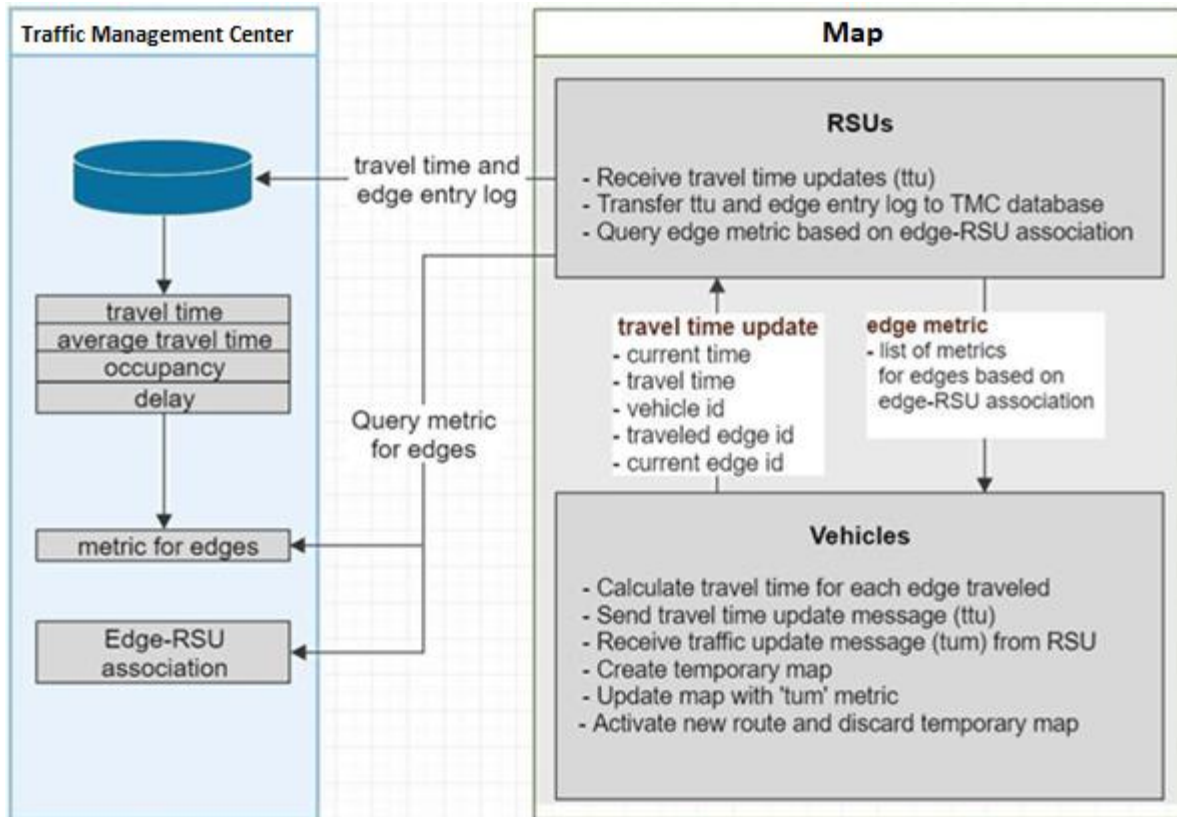 Traffic Management Center
travel time
average travel time
occupancy
delay
metric for edges
Edge-RSU
association
travel time and
edge entry log
Query metric
for edges
Map
RSUs
- Receive travel time updates (ttu)
- Transfer ttu and edge entry log to TMC database
- Query edge metric based on edge-RSU association
travel time update
- current time
- travel time
- vehicle id
- traveled edge id
- current edge id
edge metric
- list of metrics
for edges based on
edge-RSU association
Vehicles
- Calculate travel time for each edge traveled
- Send travel time update message (ttu)
- Receive traffic update message (tum) from RSU
- Create temporary map
- Update map with 'tum' metric
- Activate new route and discard temporary map